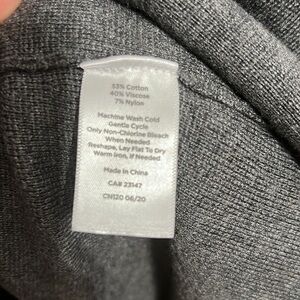 53% Cotton
40% Viscose
7% Nylon
Machine Wash Cold
Gentle Cycle
Only Non-Chlorine Bleach
When Needed
Reshape, Lay Flat To Dry
Warm Iron, If Needed
Made in China
CA# 23147
CN120 06/20